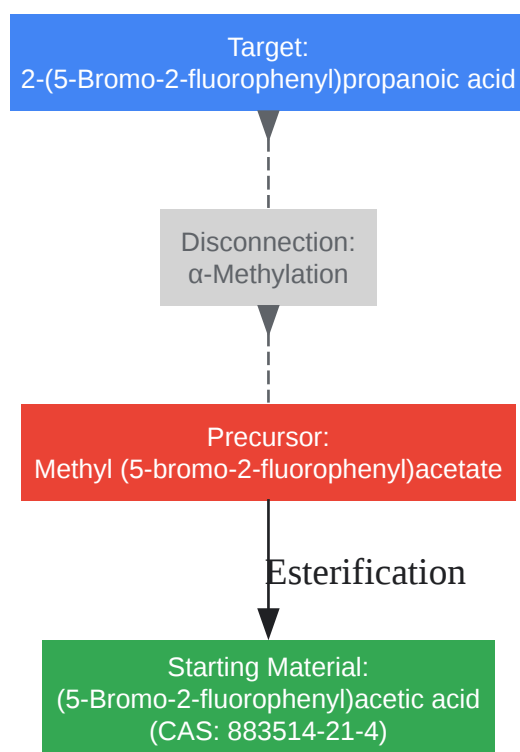 Target:
2-(5-Bromo-2-fluorophenyl)propanoic acid
Disconnection:
α-Methylation
Precursor:
Methyl (5-bromo-2-fluorophenyl)acetate
Esterification
Starting Material:
(5-Bromo-2-fluorophenyl)acetic acid
(CAS: 883514-21-4)